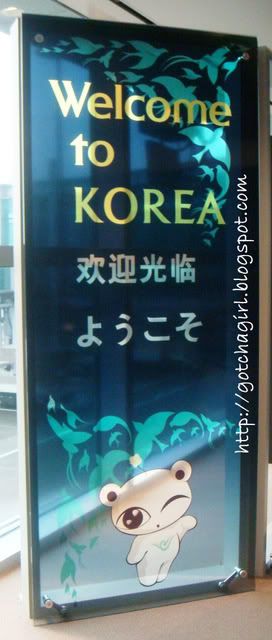 Welcome
to
KOREA
欢迎光临
ようこそ
http://gotchagirl.blogspot.com